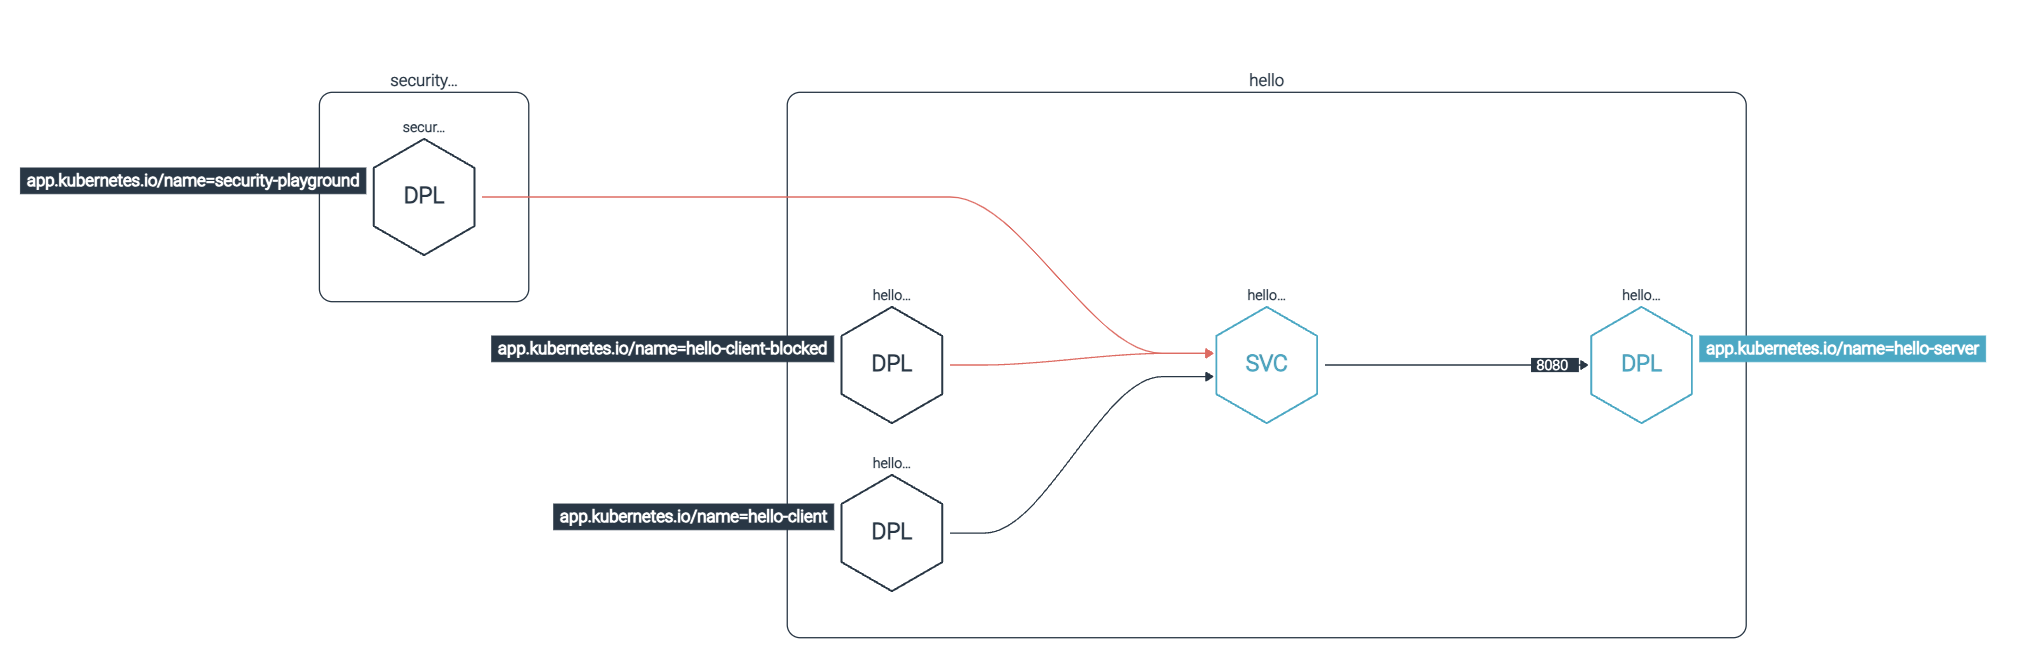 security...
hello
secur...
app.kubernetes.io/name=security-playground
DPL
hello...
hello...
hello...
app.kubernetes.io/name=hello-client-blocked
DPL
SVC
8080
DPL
app.kubernetes.io/name=hello-server
hello...
app.kubernetes.io/name=hello-client
DPL